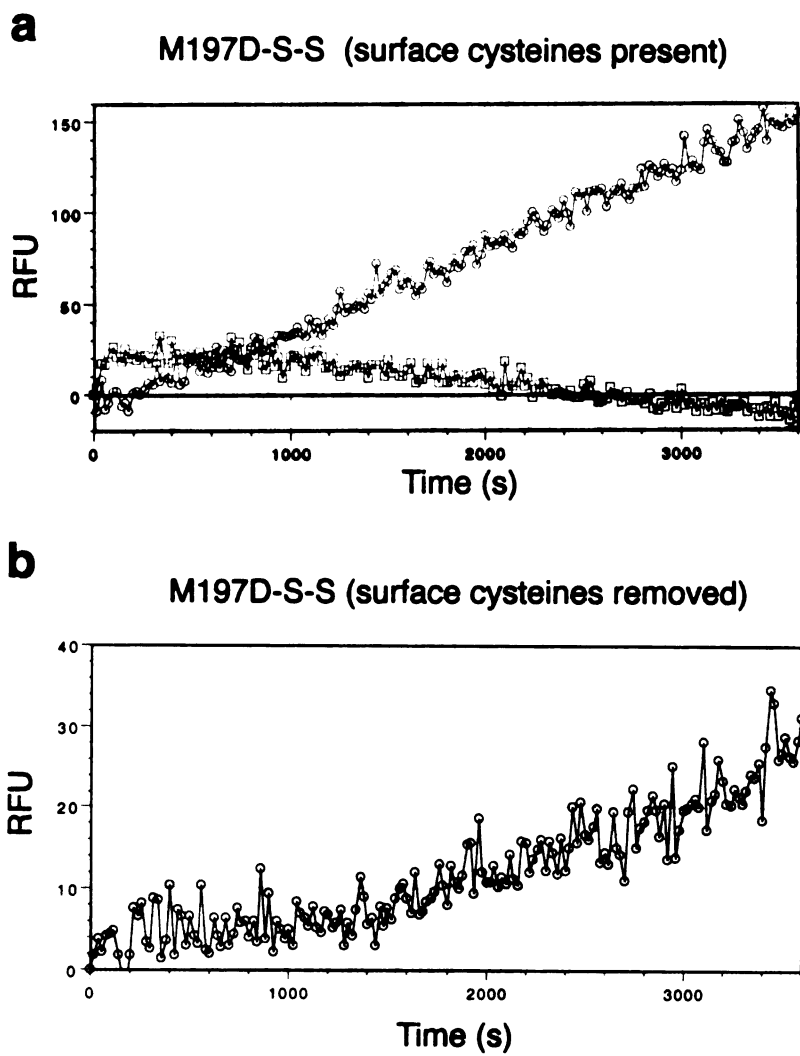 a
M197D-S-S (surface cysteines present)
150
100
50
0
RFU
0 1000 2000 3000
Time (s)
b
M197D-S-S (surface cysteines removed)
40
30
20
10
0
RFU
0 1000 2000 3000
Time (s)